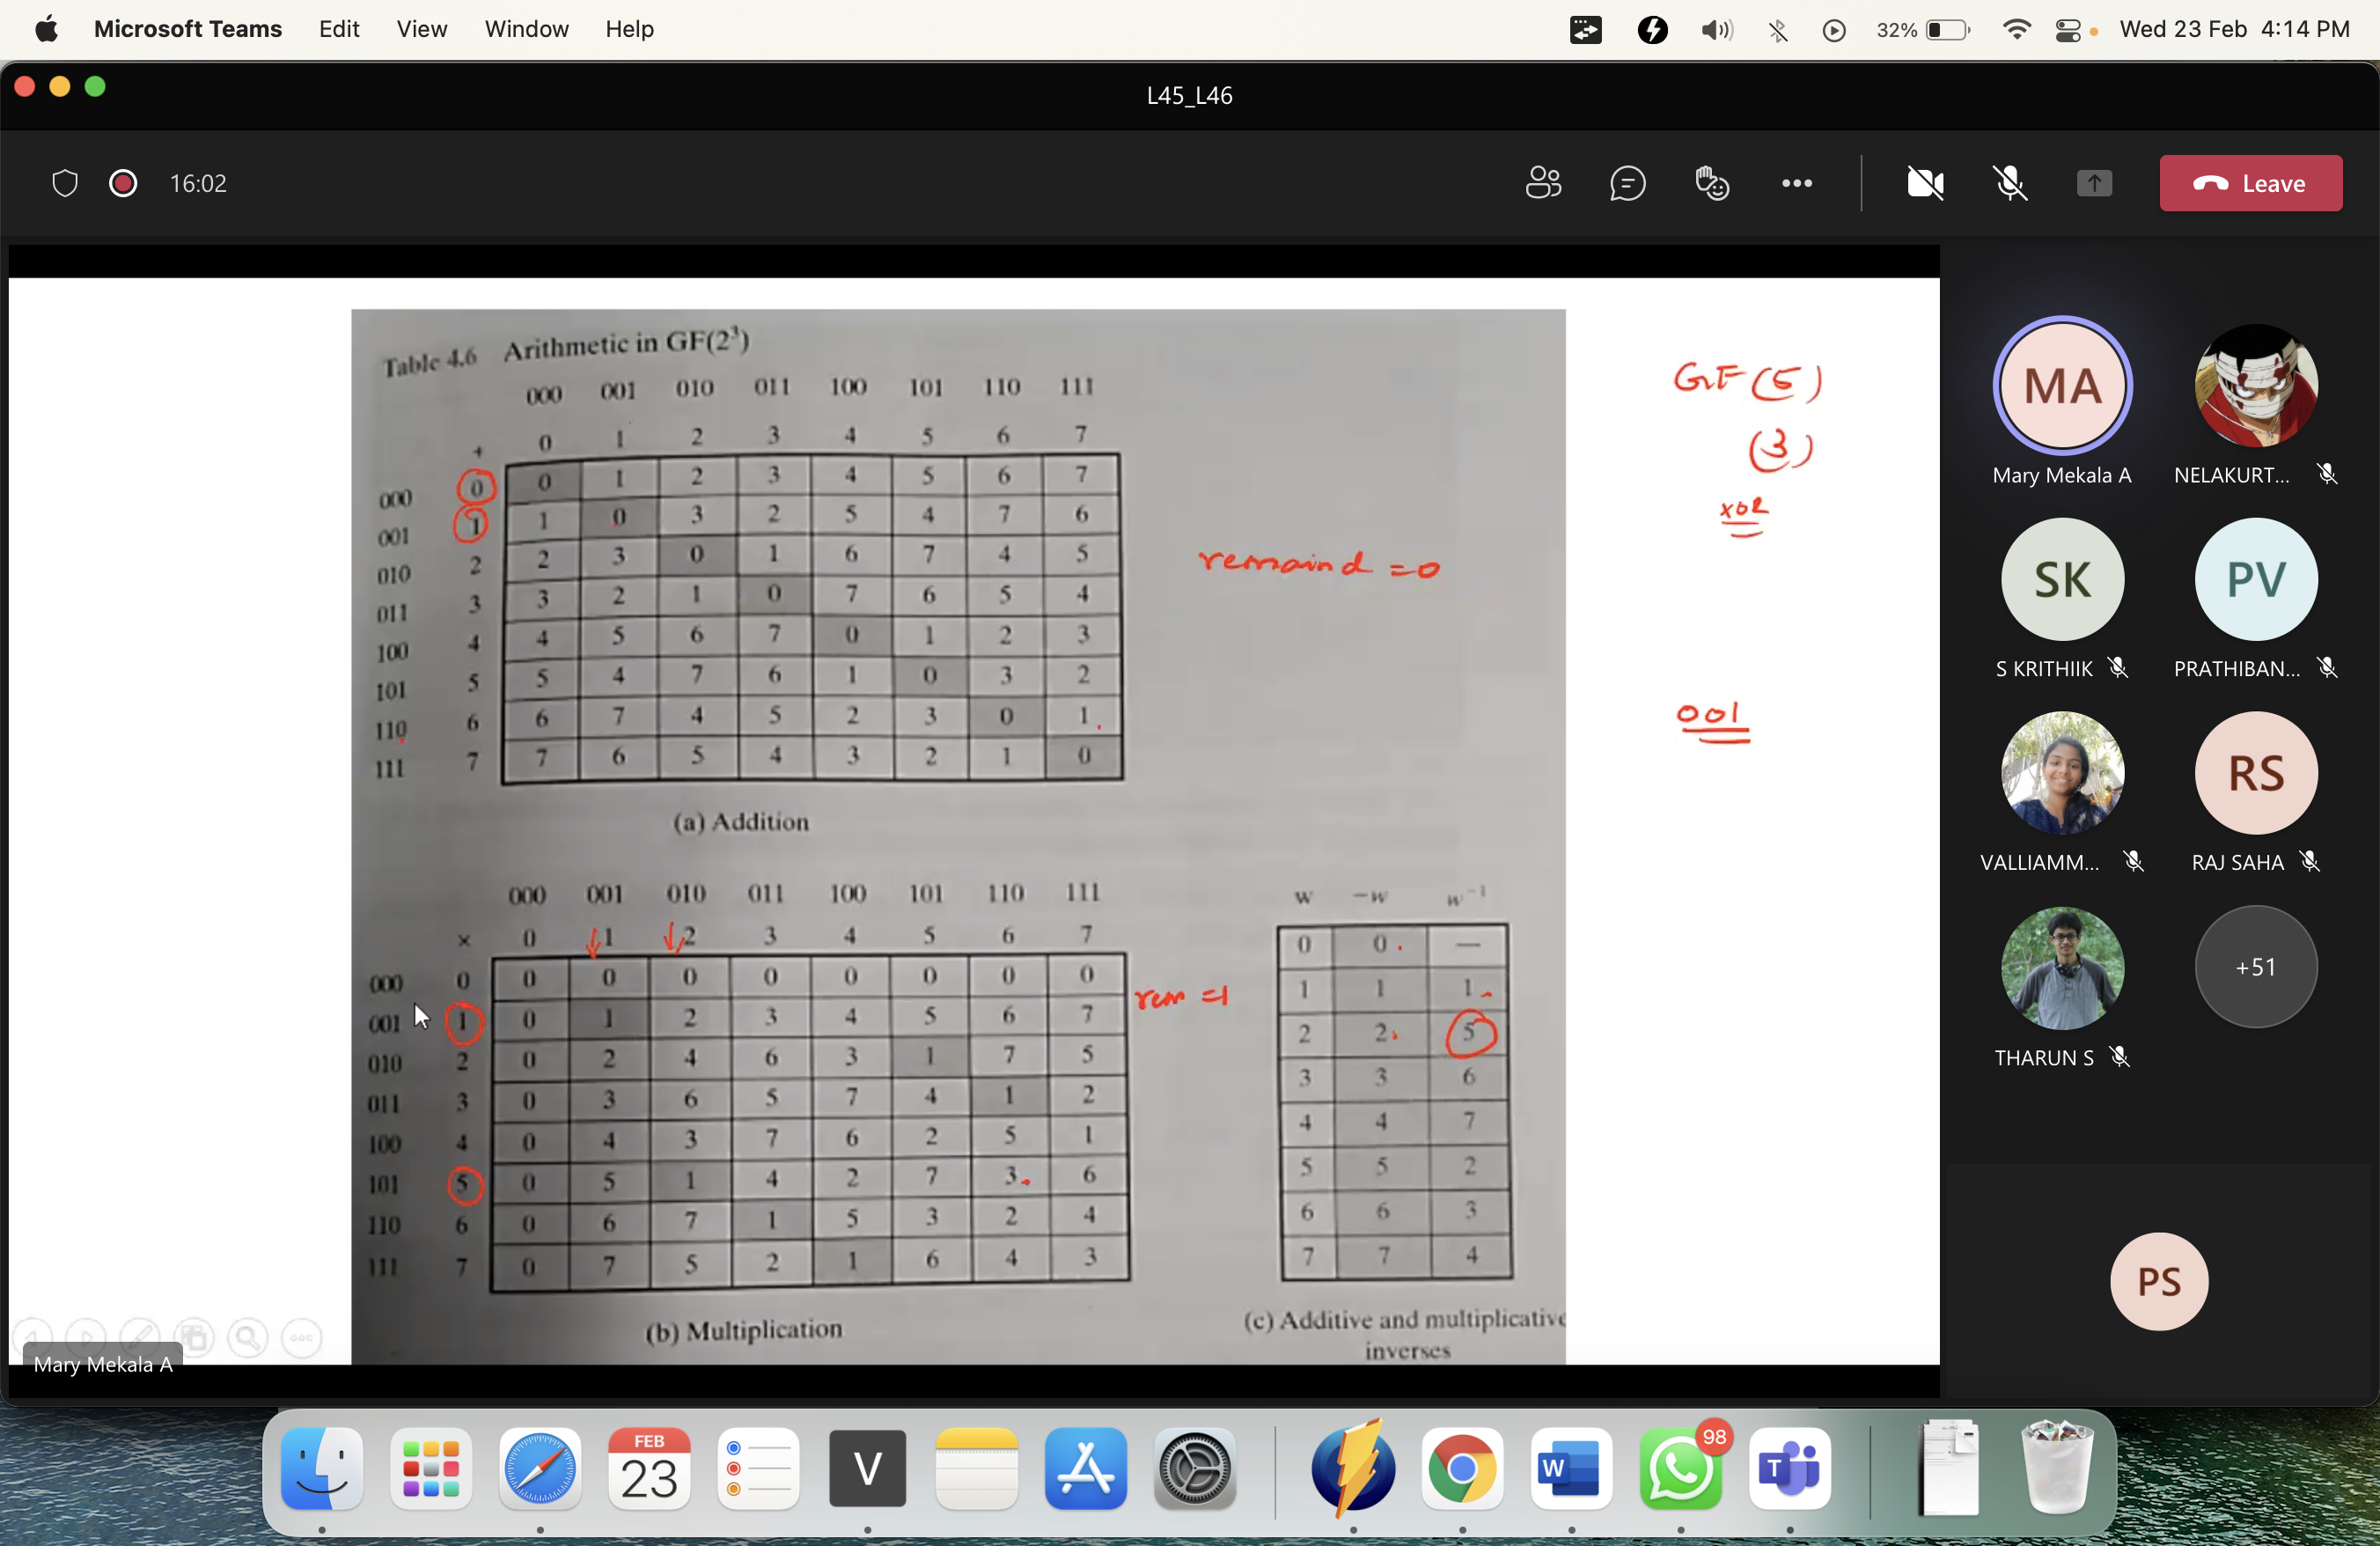 Microsoft Teams Edit View Window Help 32% Wed 23 Feb 4:14 PM
L45_L46
16:02 Leave
Table 4.6 Arithmetic in GF(2³)
000 001 010 011 100 101 110 111
+ 0 1 2 3 4 5 6 7
000 0 0 1 2 3 4 5 6 7
001 1 1 0 3 2 5 4 7 6
010 2 2 3 0 1 6 7 4 5
011 3 3 2 1 0 7 6 5 4
100 4 4 5 6 7 0 1 2 3
101 5 5 4 7 6 1 0 3 2
110 6 6 7 4 5 2 3 0 1
111 7 7 6 5 4 3 2 1 0
(a) Addition
remaind =0
GF(5)
(3)
XOR
001
000 001 010 011 100 101 110 111
× 0 1 2 3 4 5 6 7
000 0 0 0 0 0 0 0 0 0
001 1 0 1 2 3 4 5 6 7
010 2 0 2 4 6 3 1 7 5
011 3 0 3 6 5 7 4 1 2
100 4 0 4 3 7 6 2 5 1
101 5 0 5 1 4 2 7 3 6
110 6 0 6 7 1 5 3 2 4
111 7 0 7 5 2 1 6 4 3
(b) Multiplication
rem =1
w −w w⁻¹
0 0 —
1 1 1
2 2 5
3 3 6
4 4 7
5 5 2
6 6 3
7 7 4
(c) Additive and multiplicative
inverses
Mary Mekala A
MA
Mary Mekala A NELAKURT...
SK PV
S KRITHIIK PRATHIBAN...
RS
VALLIAMM... RAJ SAHA
+51
THARUN S
PS
FEB
23
V
W
98
T